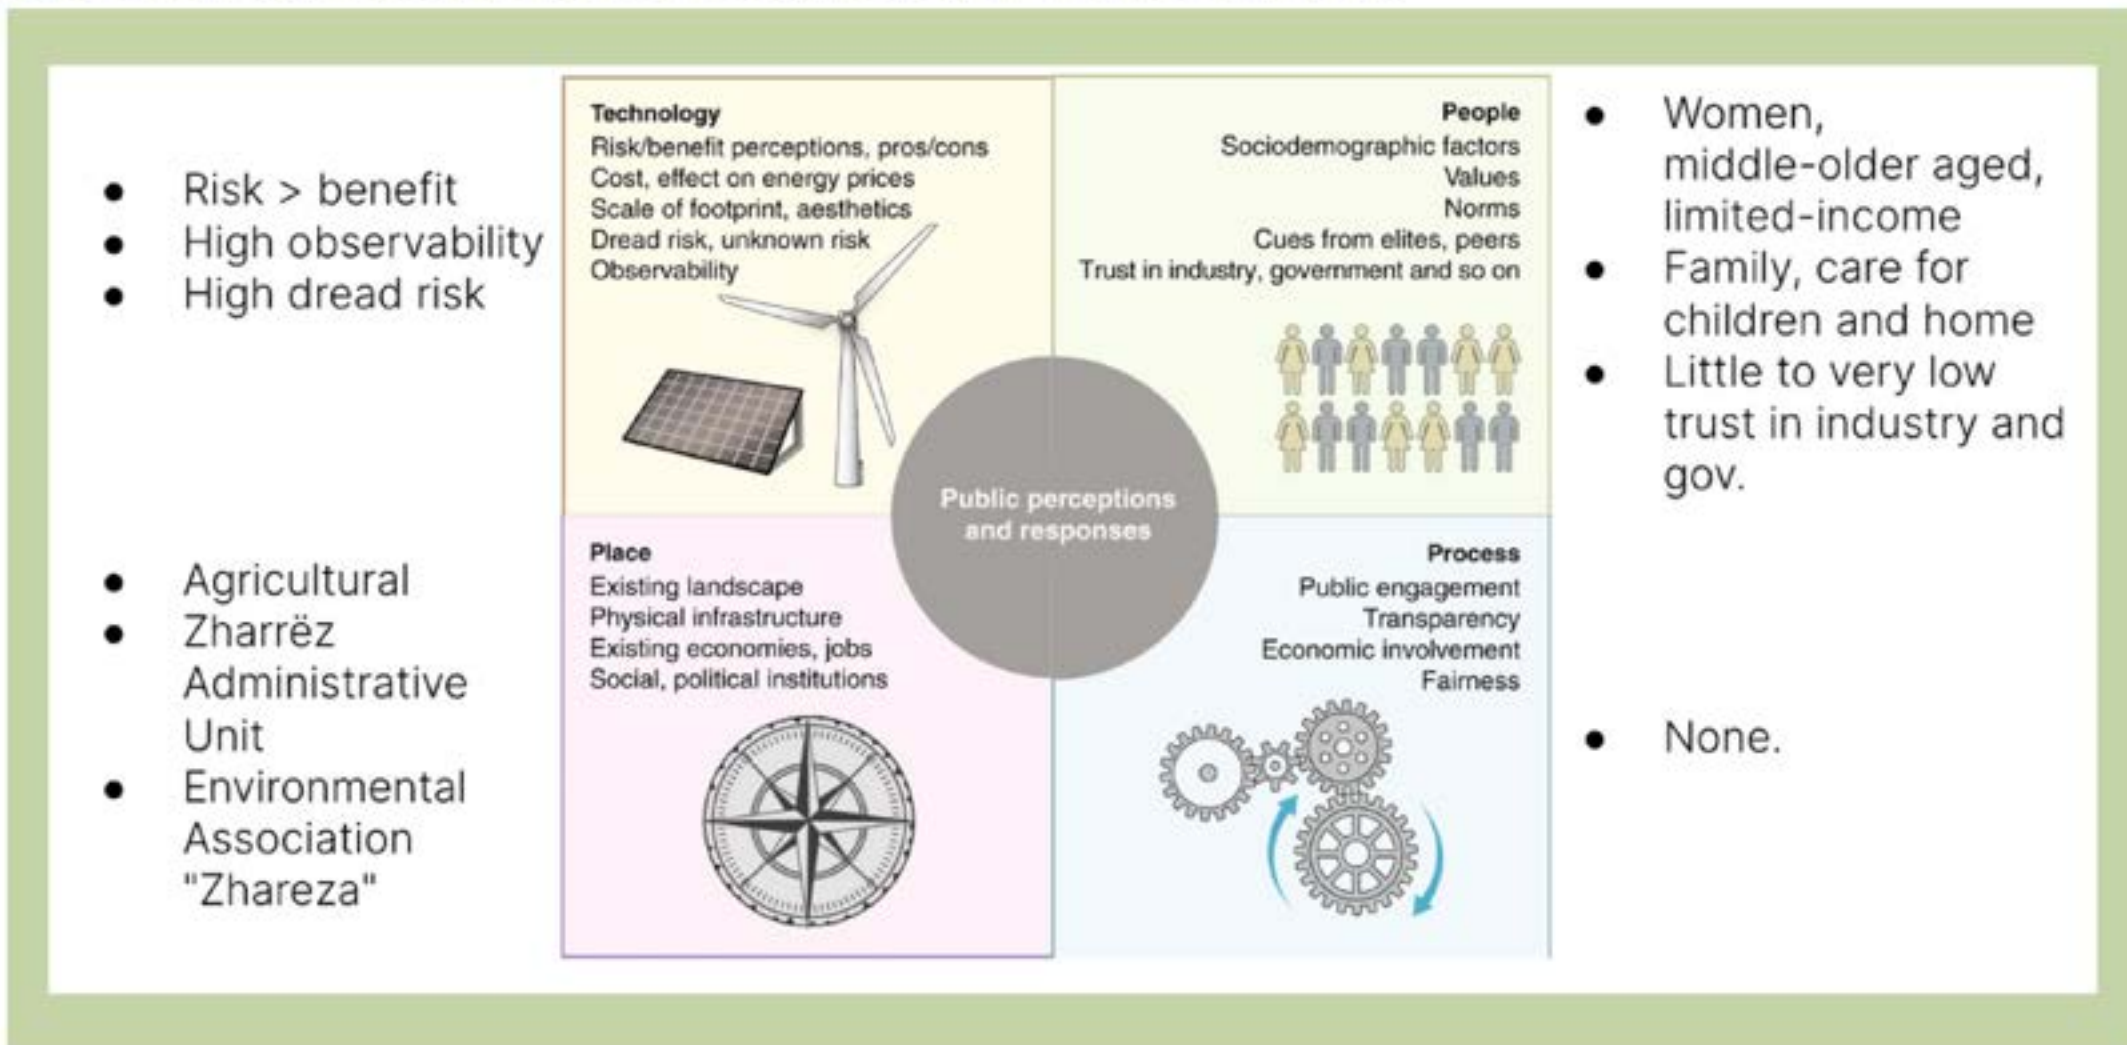 • Risk > benefit
• High observability
• High dread risk
• Agricultural
• Zharrëz
Administrative
Unit
• Environmental
Association
"Zhareza"
Technology
Risk/benefit perceptions, pros/cons
Cost, effect on energy prices
Scale of footprint, aesthetics
Dread risk, unknown risk
Observability
People
Sociodemographic factors
Values
Norms
Cues from elites, peers
Trust in industry, government and so on
Public perceptions
and responses
Place
Existing landscape
Physical infrastructure
Existing economies, jobs
Social, political institutions
Process
Public engagement
Transparency
Economic involvement
Fairness
• Women,
middle-older aged,
limited-income
• Family, care for
children and home
• Little to very low
trust in industry and
gov.
• None.